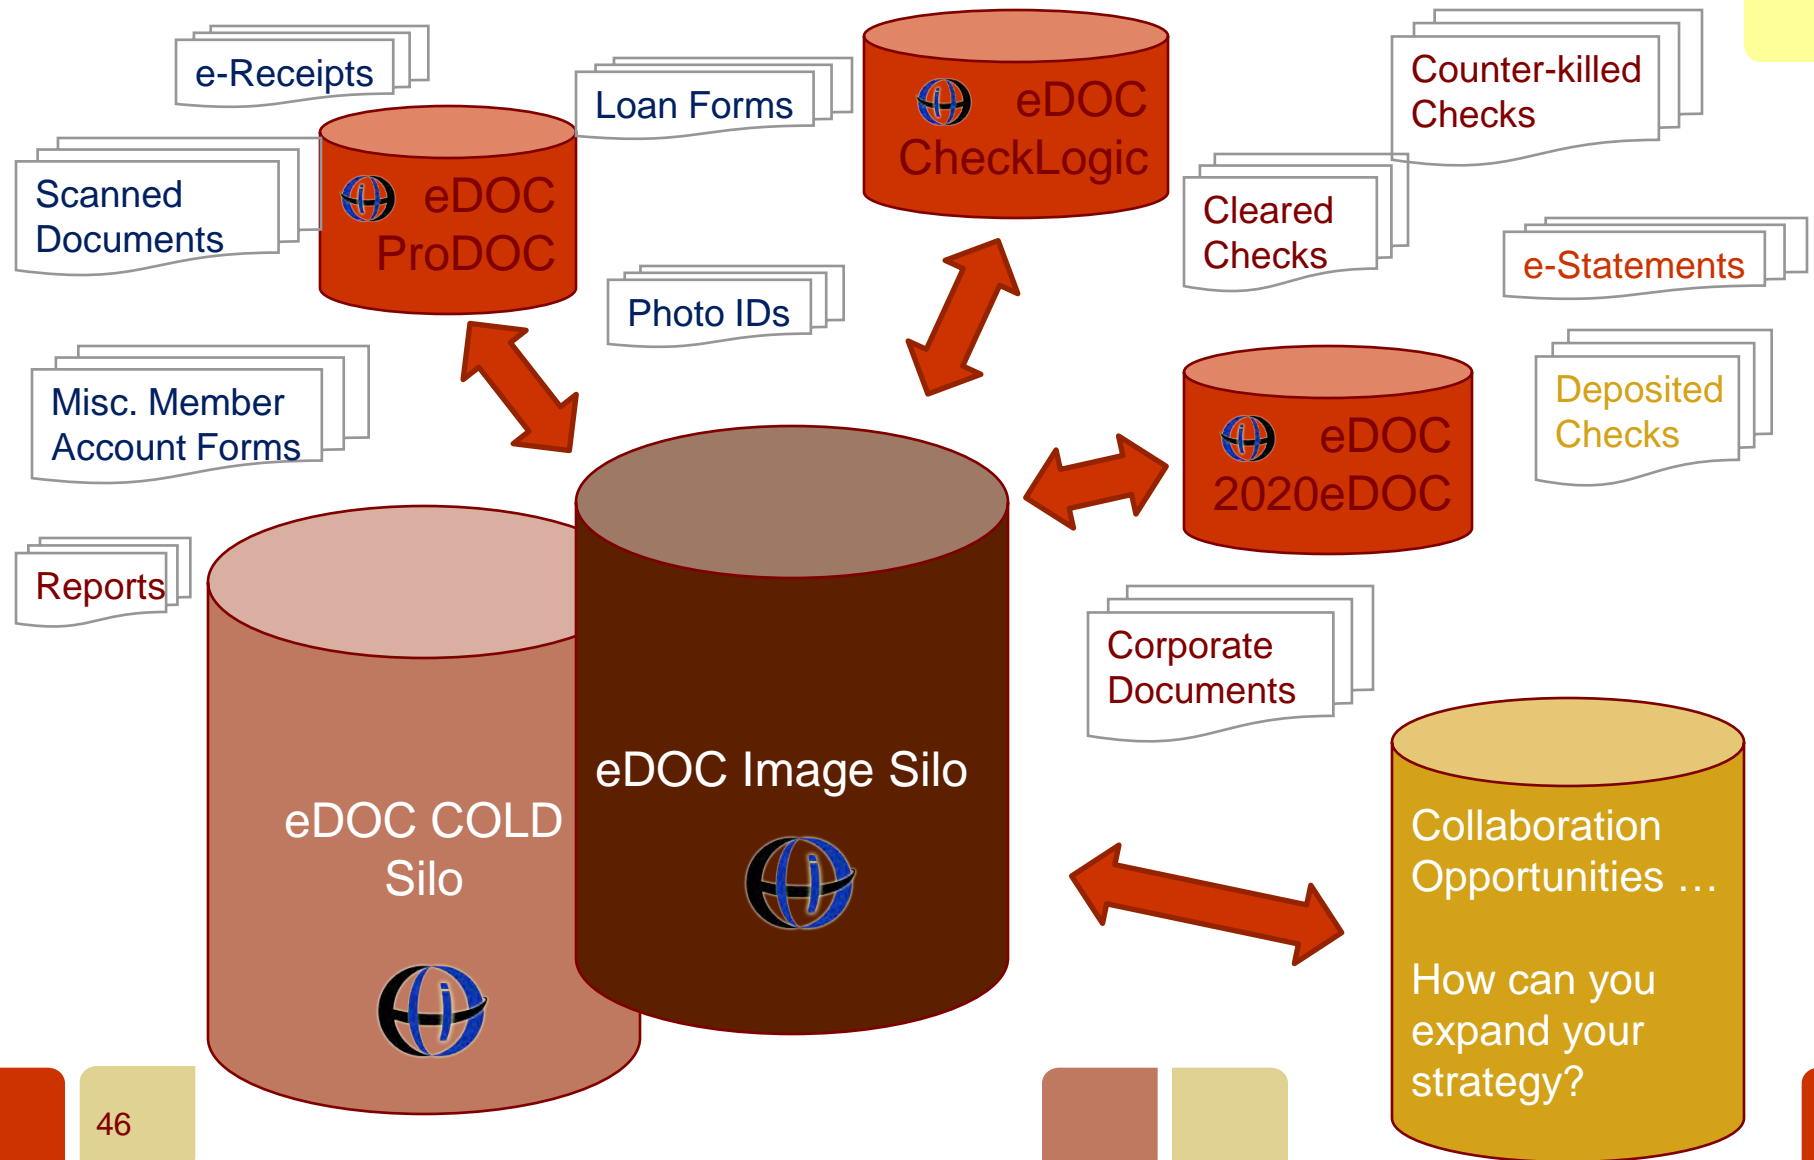 e-Receipts
Loan Forms
eDOC
CheckLogic
Counter-killed
Checks
Scanned
Documents
eDOC
ProDOC
Cleared
Checks
e-Statements
Photo IDs
Misc. Member
Account Forms
eDOC
2020eDOC
Deposited
Checks
Reports
Corporate
Documents
eDOC Image Silo
eDOC COLD
Silo
Collaboration
Opportunities …
How can you
expand your
strategy?
46